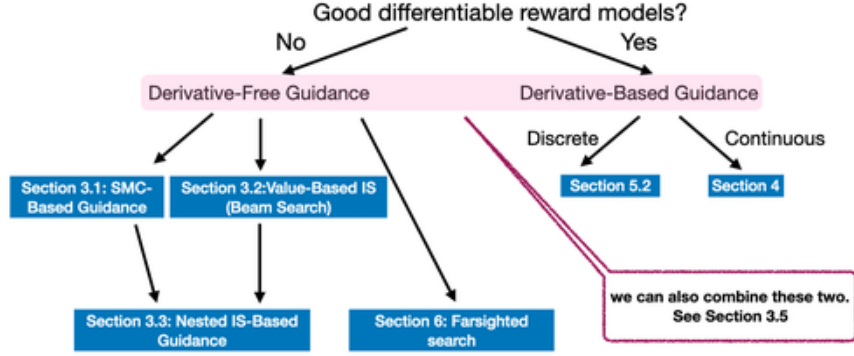 Good differentiable reward models?
No
Yes
Derivative-Free Guidance
Derivative-Based Guidance
Discrete
Continuous
Section 3.1: SMC-
Based Guidance
Section 3.2:Value-Based IS
(Beam Search)
Section 5.2
Section 4
Section 3.3: Nested IS-Based
Guidance
Section 6: Farsighted
search
we can also combine these two.
See Section 3.5